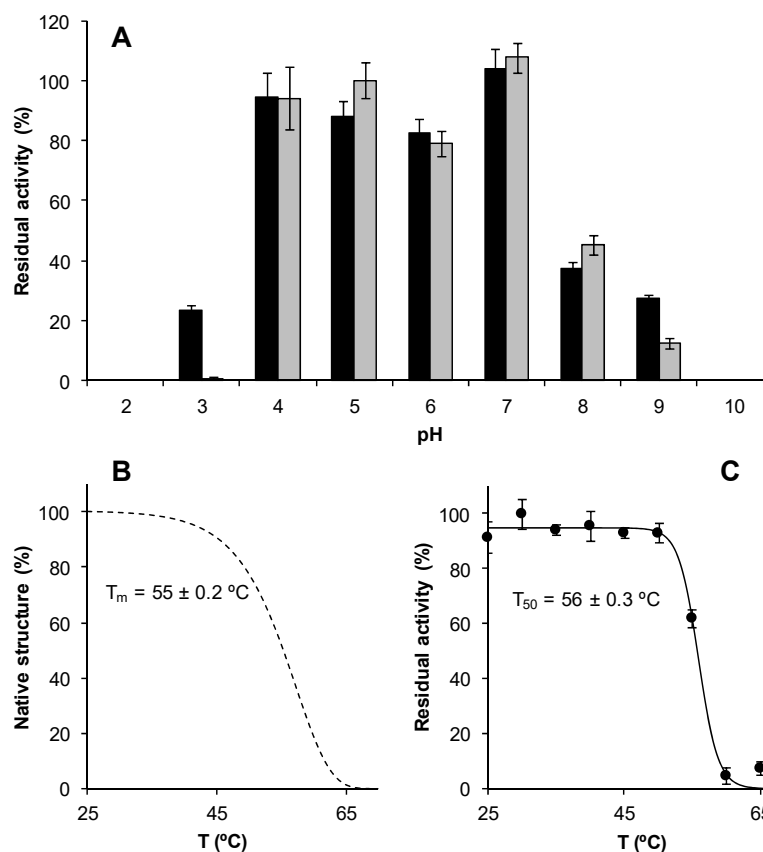 A
120
100
80
60
40
20
0
Residual activity (%)
2 3 4 5 6 7 8 9 10
pH
B
100
80
60
40
20
0
Native structure (%)
Tm = 55 ± 0.2 ºC
25 45 65
T (ºC)
C
100
80
60
40
20
0
Residual activity (%)
T50 = 56 ± 0.3 ºC
25 45 65
T (ºC)